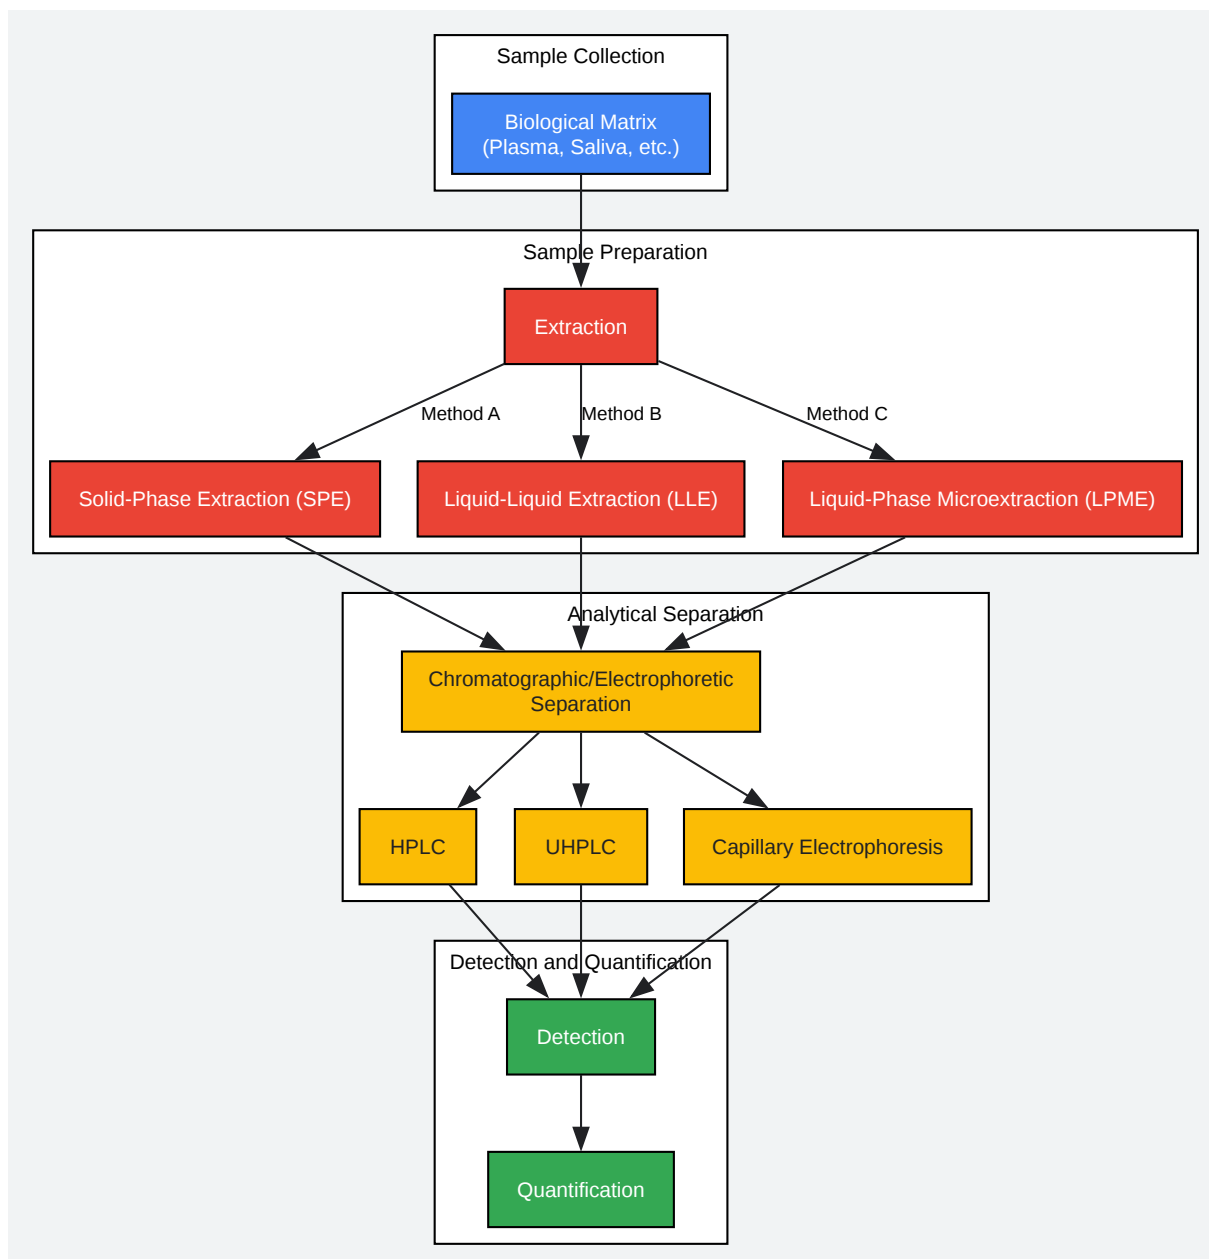 Sample Collection
Biological Matrix
(Plasma, Saliva, etc.)
Sample Preparation
Extraction
Method A
Method B
Method C
Solid-Phase Extraction (SPE)
Liquid-Liquid Extraction (LLE)
Liquid-Phase Microextraction (LPME)
Analytical Separation
Chromatographic/Electrophoretic
Separation
HPLC
UHPLC
Capillary Electrophoresis
Detection and Quantification
Detection
Quantification